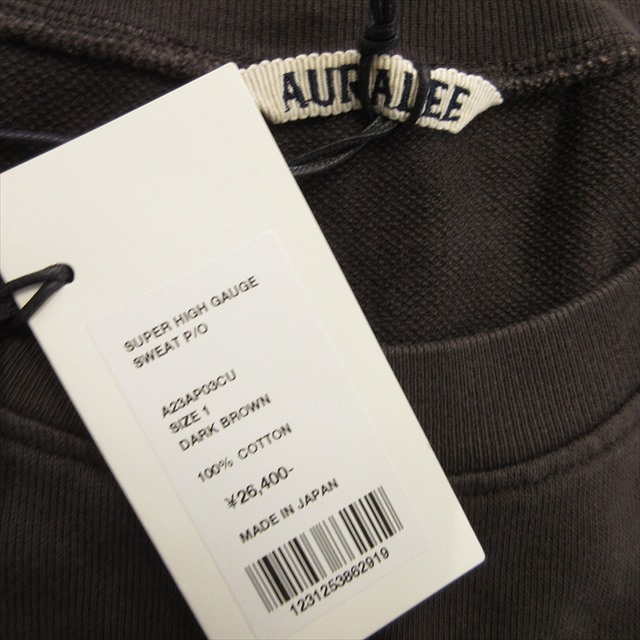 AURALEE
SUPER HIGH GAUGE
SWEAT P/O
A23AP03CU
SIZE 1
DARK BROWN
100% COTTON
¥26,400-
MADE IN JAPAN
1231253862919